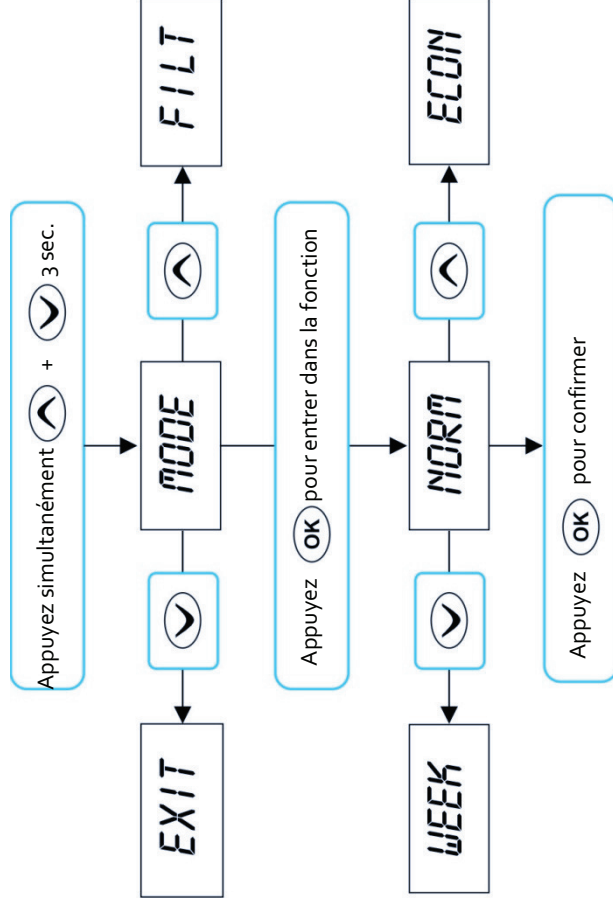 Appuyez simultanément + 3 sec.
EXIT MODE FILT
Appuyez OK pour entrer dans la fonction
WEEK NORM ECON
Appuyez OK pour confirmer